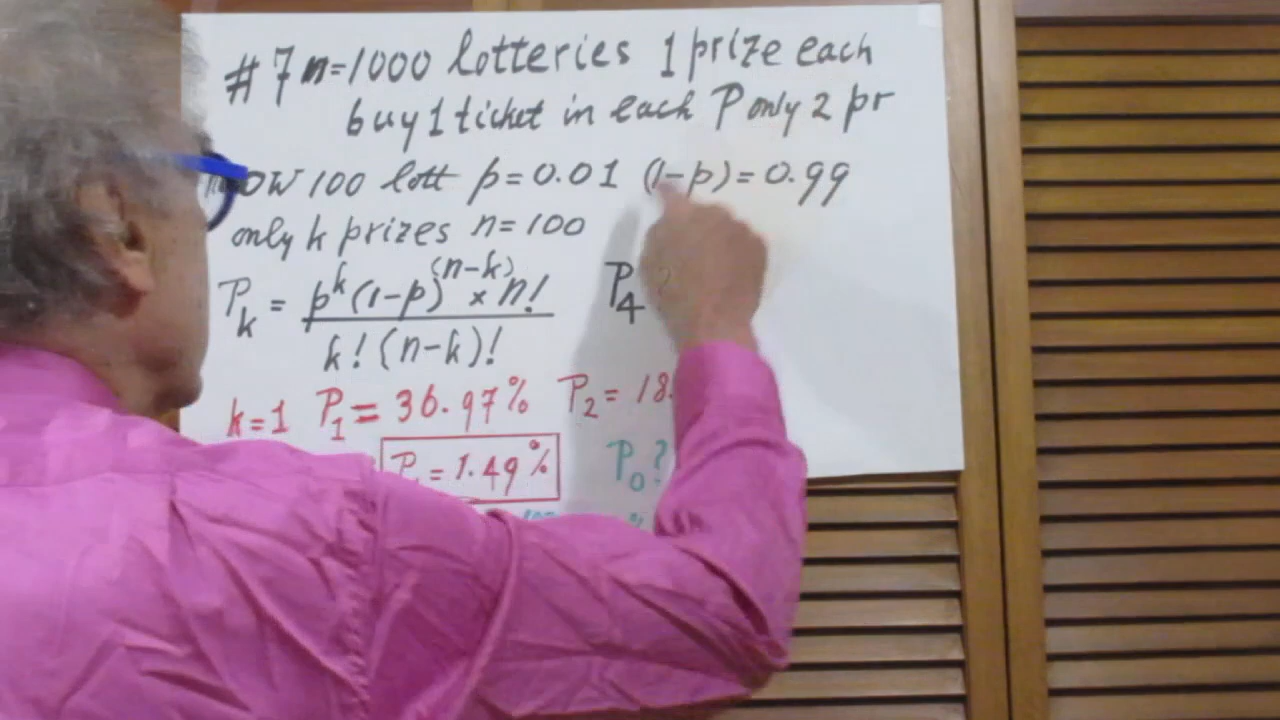 #7 n=1000 lotteries 1 prize each
buy 1 ticket in each P only 2 pr
100 lott p=0.01 (1-p)=0.99
only k prizes n=100
P_k = p^k (1-p)^(n-k) × n! / k! (n-k)!
P_4
k=1 P_1 = 36.97% P_2 = 18.
= 1.49% P_0?